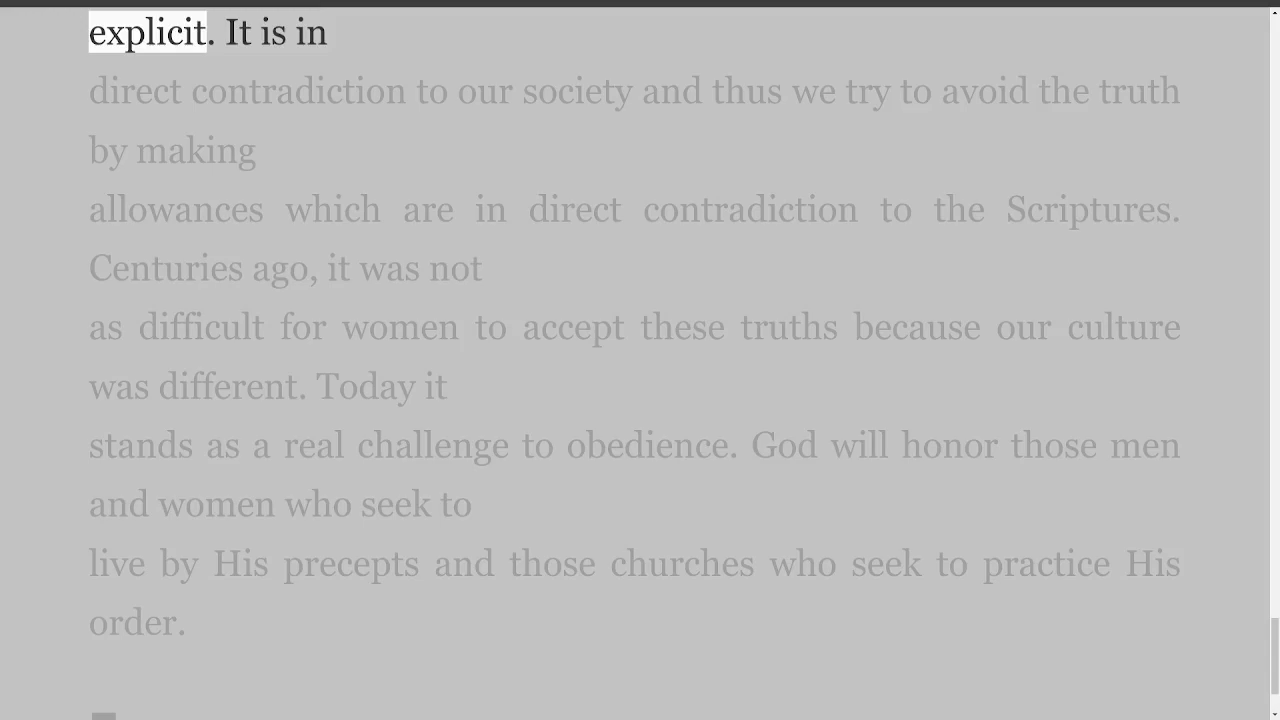 explicit. It is in
direct contradiction to our society and thus we try to avoid the truth
by making
allowances which are in direct contradiction to the Scriptures.
Centuries ago, it was not
as difficult for women to accept these truths because our culture
was different. Today it
stands as a real challenge to obedience. God will honor those men
and women who seek to
live by His precepts and those churches who seek to practice His
order.